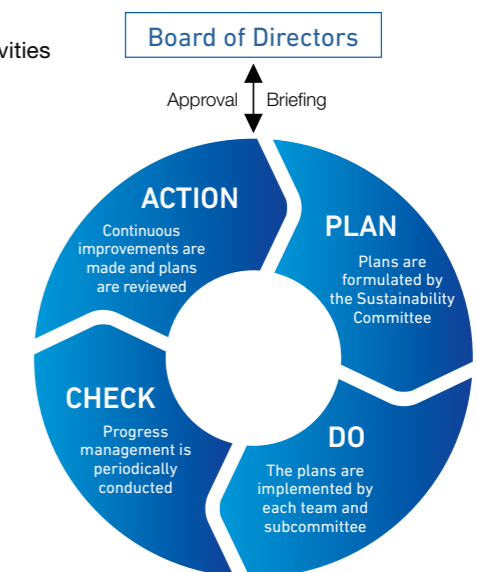 vities
Board of Directors
Approval Briefing
ACTION
Continuous
improvements are
made and plans
are reviewed
PLAN
Plans are
formulated by
the Sustainability
Committee
CHECK
Progress
management is
periodically
conducted
DO
The plans are
implemented by
each team and
subcommittee